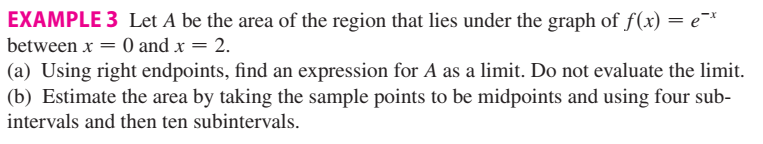 EXAMPLE 3 Let A be the area of the region that lies under the graph of f(x) = e⁻ˣ
between x = 0 and x = 2.
(a) Using right endpoints, find an expression for A as a limit. Do not evaluate the limit.
(b) Estimate the area by taking the sample points to be midpoints and using four sub-
intervals and then ten subintervals.